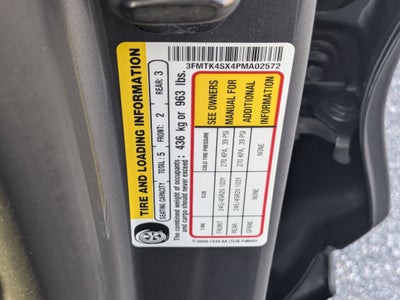 3FMTK4SX4PMA02572
TIRE AND LOADING INFORMATION
SEATING CAPACITY TOTAL: 5 FRONT: 2 REAR: 3
The combined weight of occupants
and cargo should never exceed: 436 kg or 963 lbs.
TIRE SIZE COLD TIRE PRESSURE
FRONT 245/45R20 103Y 270 KPA, 39 PSI
REAR 245/45R20 103Y 270 KPA, 39 PSI
SPARE NONE NONE
SEE OWNERS
MANUAL FOR
ADDITIONAL
INFORMATION